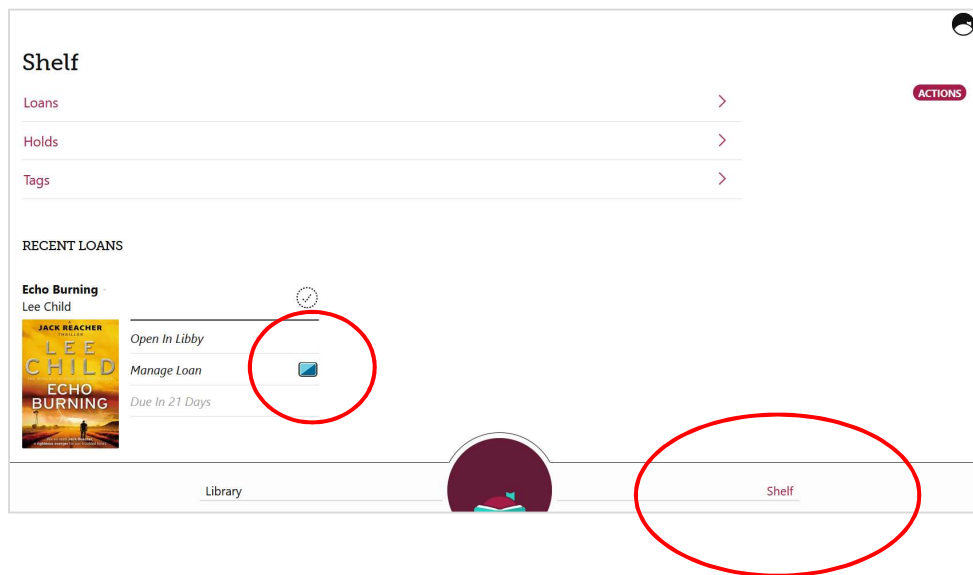 Shelf
Loans
ACTIONS
Holds
Tags
RECENT LOANS
Echo Burning
Lee Child
JACK REACHER
THRILLER
LEE
CHILD
ECHO
BURNING
Open In Libby
Manage Loan
Due In 21 Days
Library
Shelf